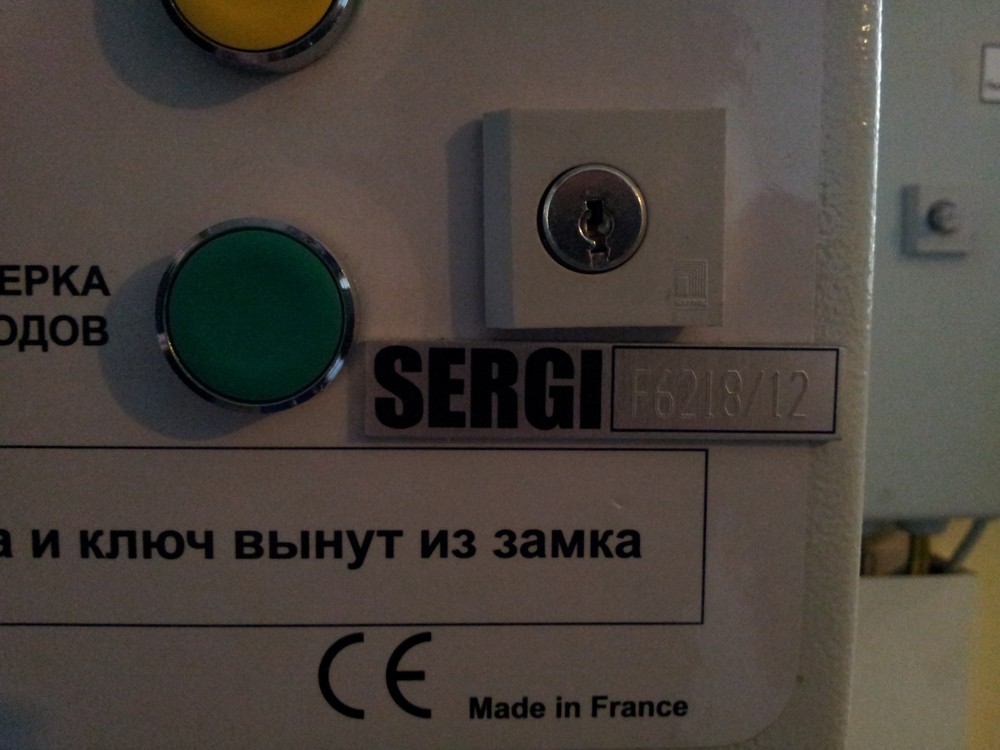 ЕРКА
ОДОВ
SERGI F6218/12
а и ключ вынут из замка
CE
Made in France